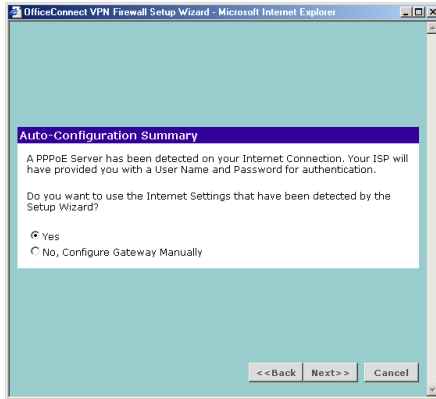 OfficeConnect VPN Firewall Setup Wizard - Microsoft Internet Explorer
Auto-Configuration Summary
A PPPoE Server has been detected on your Internet Connection. Your ISP will
have provided you with a User Name and Password for authentication.
Do you want to use the Internet Settings that have been detected by the
Setup Wizard?
Yes
No, Configure Gateway Manually
<<Back Next>> Cancel